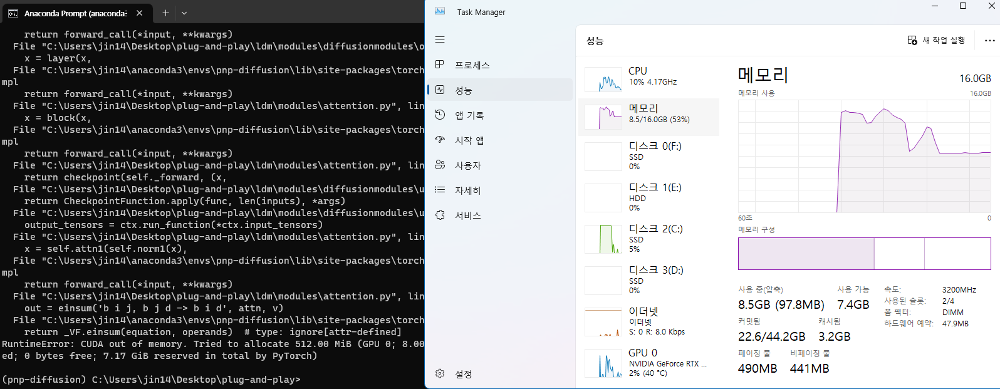 Anaconda Prompt (anaconda3
return forward_call(*input, **kwargs)
File "C:\Users\jin14\Desktop\plug-and-play\ldm\modules\diffusionmodules\o
x = layer(x,
File "C:\Users\jin14\anaconda3\envs\pnp-diffusion\lib\site-packages\torch
mpl
return forward_call(*input, **kwargs)
File "C:\Users\jin14\Desktop\plug-and-play\ldm\modules\attention.py", lin
x = block(x,
File "C:\Users\jin14\anaconda3\envs\pnp-diffusion\lib\site-packages\torch
mpl
return forward_call(*input, **kwargs)
File "C:\Users\jin14\Desktop\plug-and-play\ldm\modules\attention.py", lin
return checkpoint(self._forward, (x,
File "C:\Users\jin14\Desktop\plug-and-play\ldm\modules\diffusionmodules\u
return CheckpointFunction.apply(func, len(inputs), *args)
File "C:\Users\jin14\Desktop\plug-and-play\ldm\modules\diffusionmodules\u
output_tensors = ctx.run_function(*ctx.input_tensors)
File "C:\Users\jin14\Desktop\plug-and-play\ldm\modules\attention.py", lin
x = self.attn1(self.norm1(x),
File "C:\Users\jin14\anaconda3\envs\pnp-diffusion\lib\site-packages\torch
mpl
return forward_call(*input, **kwargs)
File "C:\Users\jin14\Desktop\plug-and-play\ldm\modules\attention.py", lin
out = einsum('b i j, b j d -> b i d', attn, v)
File "C:\Users\jin14\anaconda3\envs\pnp-diffusion\lib\site-packages\torch
return _VF.einsum(equation, operands)  # type: ignore[attr-defined]
RuntimeError: CUDA out of memory. Tried to allocate 512.00 MiB (GPU 0; 8.00
ed; 0 bytes free; 7.17 GiB reserved in total by PyTorch)
(pnp-diffusion) C:\Users\jin14\Desktop\plug-and-play>
Task Manager
프로세스
성능
앱 기록
시작 앱
사용자
자세히
서비스
설정
성능
새 작업 실행
CPU
10% 4.17GHz
메모리
8.5/16.0GB (53%)
디스크 0(F:)
SSD
0%
디스크 1(E:)
HDD
0%
디스크 2(C:)
SSD
5%
디스크 3(D:)
SSD
0%
이더넷
이더넷
S: 0 R: 8.0 Kbps
GPU 0
NVIDIA GeForce RTX ...
2% (40 °C)
메모리
16.0GB
메모리 사용
16.0GB
60초
0
메모리 구성
사용 중(압축)
8.5GB (97.8MB)
사용 가능
7.4GB
커밋됨
22.6/44.2GB
캐시됨
3.2GB
페이징 풀
490MB
비페이징 풀
441MB
속도: 3200MHz
사용된 슬롯: 2/4
폼 팩터: DIMM
하드웨어 예약: 47.9MB